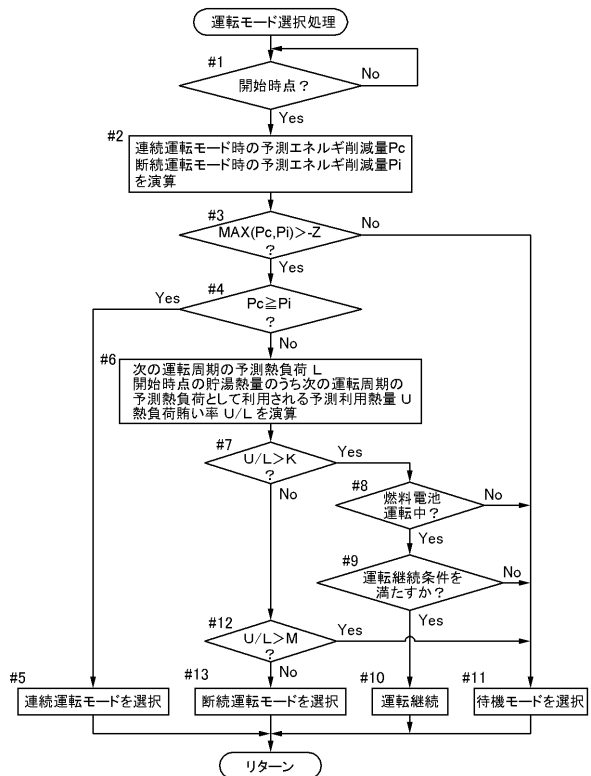 運転モード選択処理
#1
開始時点？
No
Yes
#2
連続運転モード時の予測エネルギ削減量Pc
断続運転モード時の予測エネルギ削減量Pi
を演算
#3
MAX(Pc,Pi)>-Z
？
No
Yes
#4
Pc≧Pi
？
Yes
No
#6
次の運転周期の予測熱負荷 L
開始時点の貯湯熱量のうち次の運転周期の
予測熱負荷として利用される予測利用熱量 U
熱負荷賄い率 U/L を演算
#7
U/L>K
？
Yes
No
#8
燃料電池
運転中？
No
Yes
#9
運転継続条件を
満たすか？
No
Yes
#12
U/L>M
？
Yes
No
#5
連続運転モードを選択
#13
断続運転モードを選択
#10
運転継続
#11
待機モードを選択
リターン